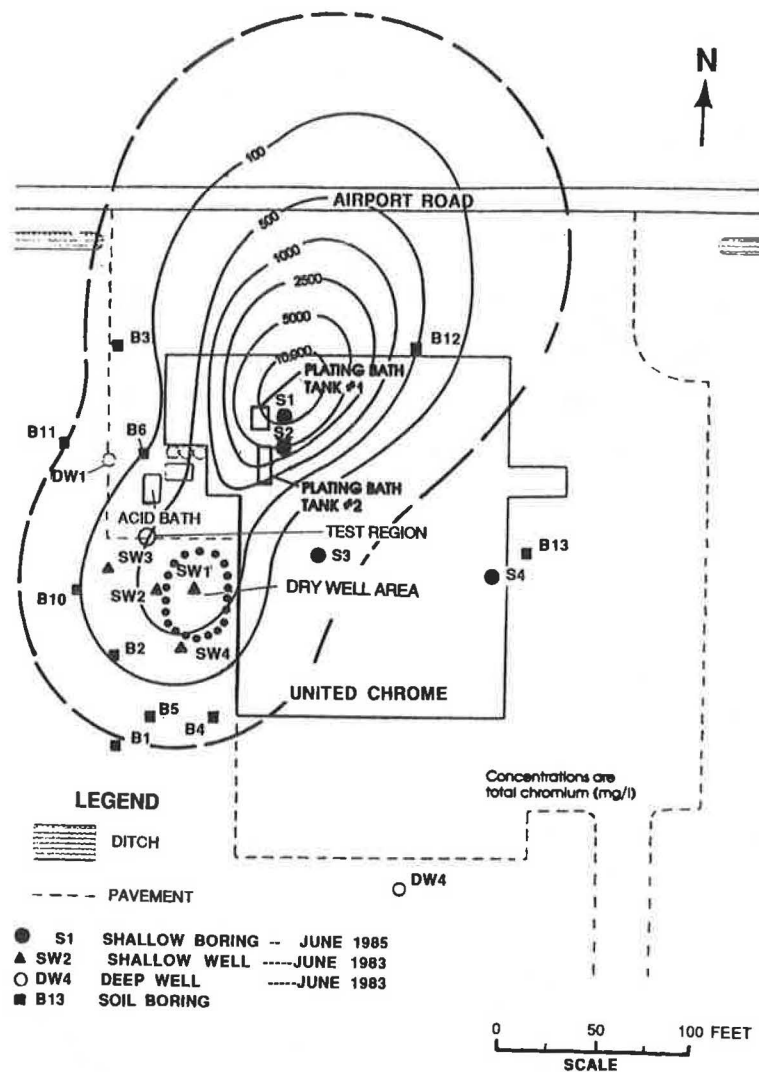 N
100
AIRPORT ROAD
500
1000
2500
5000
10,000
B3
B12
PLATING BATH
TANK #1
S1
B11
B6
S2
DW1
PLATING BATH
TANK #2
ACID BATH
TEST REGION
SW3
S3
B13
SW1
DRY WELL AREA
S4
B10
SW2
B2
SW4
UNITED CHROME
B5
B4
B1
Concentrations are
total chromium (mg/l)
LEGEND
DITCH
PAVEMENT
DW4
S1 SHALLOW BORING -- JUNE 1985
SW2 SHALLOW WELL -----JUNE 1983
DW4 DEEP WELL -----JUNE 1983
B13 SOIL BORING
0 50 100 FEET
SCALE